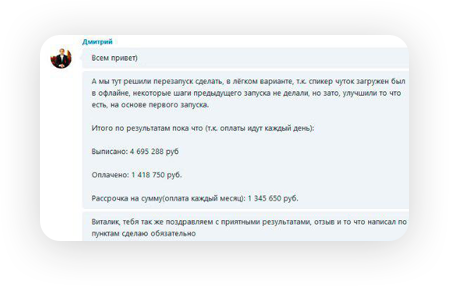 Дмитрий
Всем привет)
А мы тут решили перезапуск сделать, в лёгком варианте, т.к. спикер чуток загружен был
в офлайне, некоторые шаги предыдущего запуска не делали, но зато, улучшили то что
есть, на основе первого запуска.
Итого по результатам пока что (т.к. оплаты идут каждый день):
Выписано: 4 695 288 руб
Оплачено: 1 418 750 руб.
Рассрочка на сумму(оплата каждый месяц): 1 345 650 руб.
Виталик, тебя так же поздравляем с приятными результатами, отзыв и то что написал по
пунктам сделаю обязательно